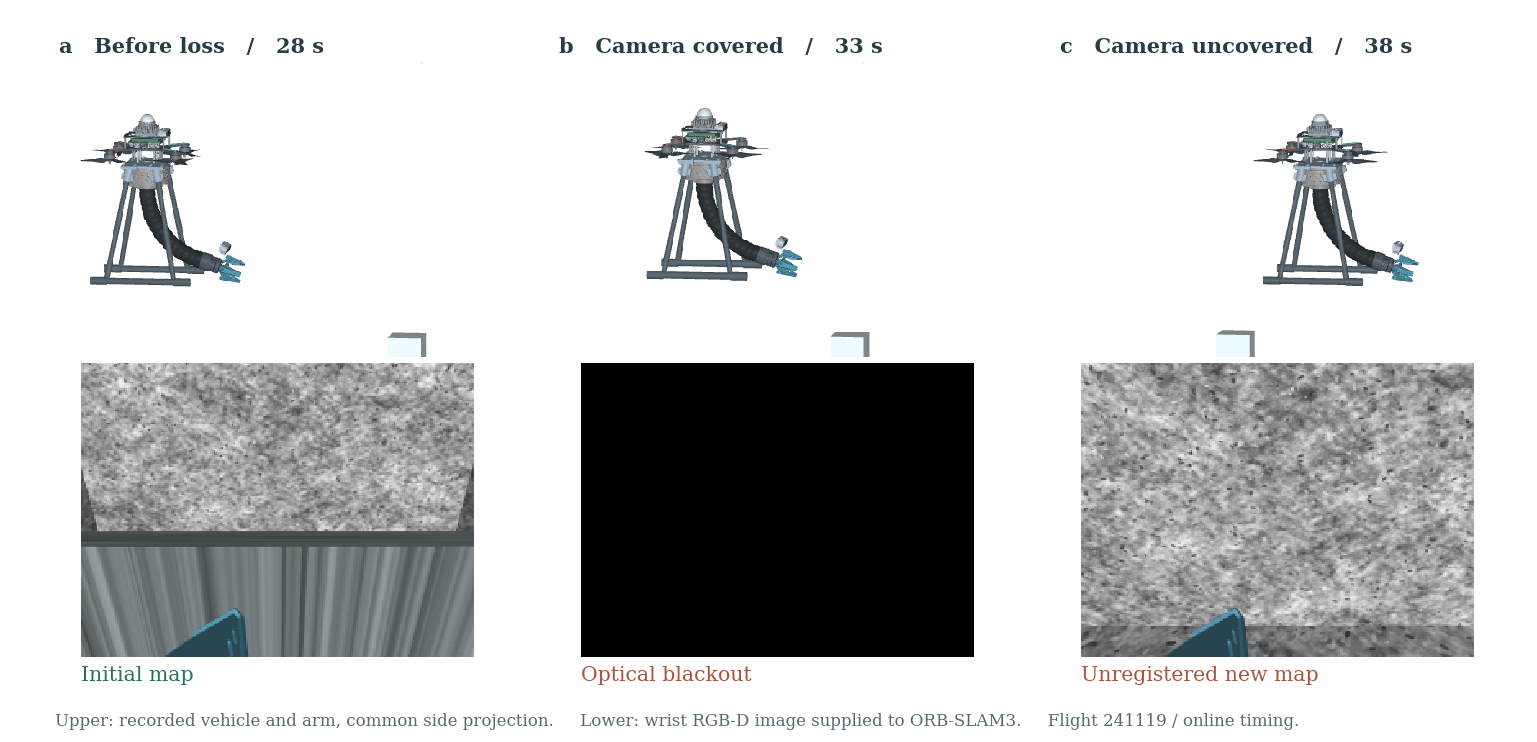 a Before loss / 28 s
b Camera covered / 33 s
c Camera uncovered / 38 s
Initial map
Optical blackout
Unregistered new map
Upper: recorded vehicle and arm, common side projection. Lower: wrist RGB-D image supplied to ORB-SLAM3. Flight 241119 / online timing.